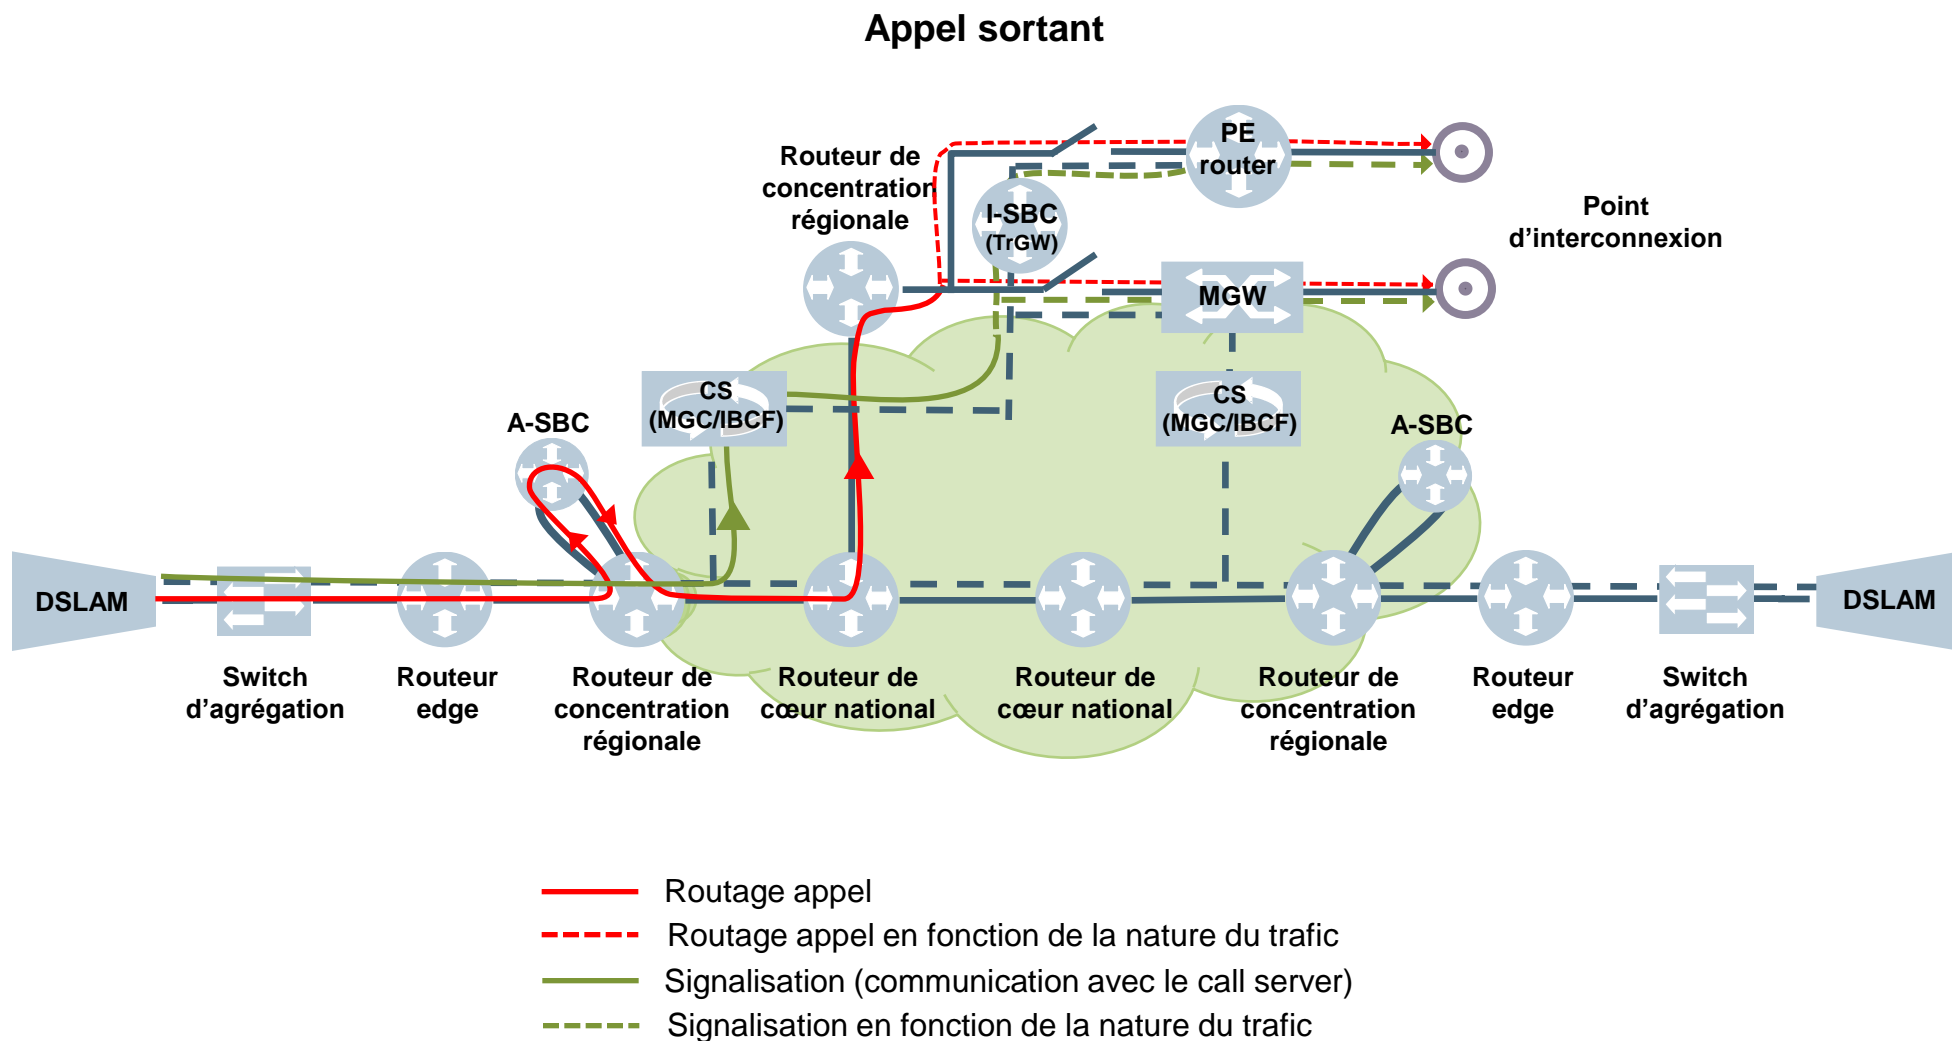 Appel sortant
PE
router
Routeur de
concentration
régionale
I-SBC
(TrGW)
Point
d'interconnexion
MGW
CS
(MGC/IBCF)
CS
(MGC/IBCF)
A-SBC
A-SBC
DSLAM
DSLAM
Switch
d'agrégation
Routeur
edge
Routeur de
concentration
régionale
Routeur de
cœur national
Routeur de
cœur national
Routeur de
concentration
régionale
Routeur
edge
Switch
d'agrégation
Routage appel
Routage appel en fonction de la nature du trafic
Signalisation (communication avec le call server)
Signalisation en fonction de la nature du trafic